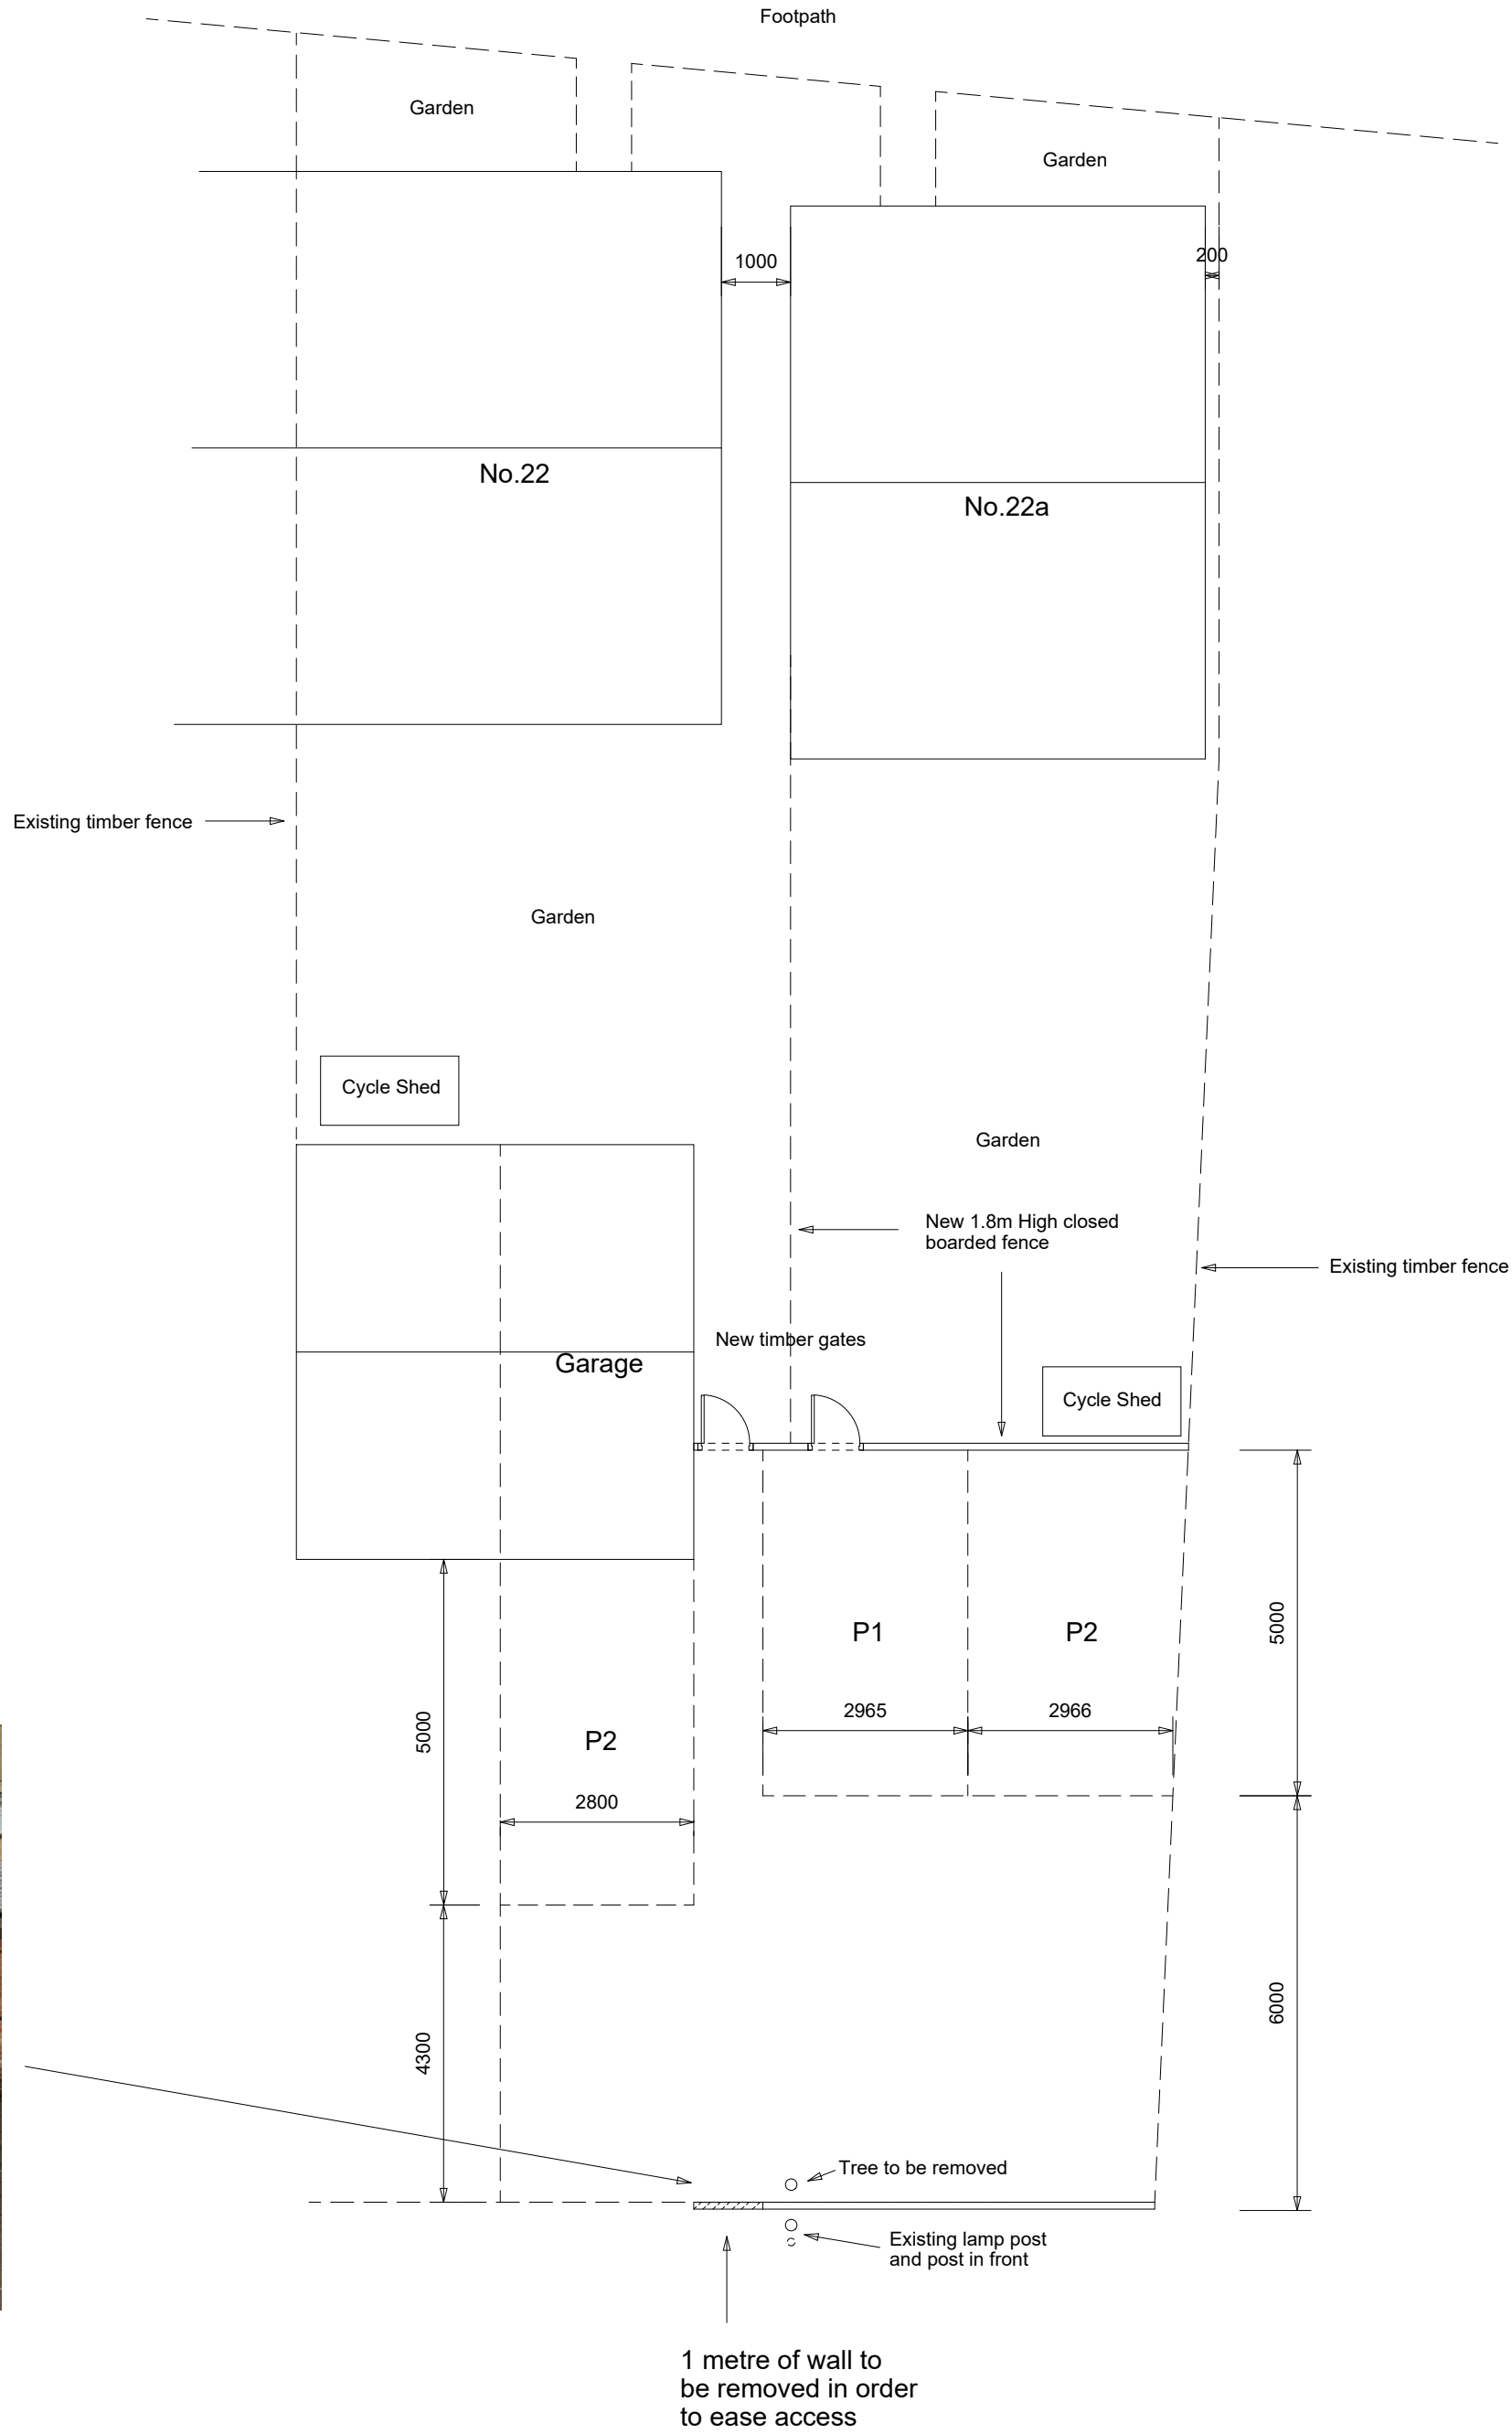 Footpath
Garden
Garden
1000
200
No.22
No.22a
Existing timber fence
Garden
Cycle Shed
Garden
New 1.8m High closed
boarded fence
Existing timber fence
New timber gates
Garage
Cycle Shed
P1
P2
5000
2965
2966
5000
P2
2800
6000
4300
Tree to be removed
Existing lamp post
and post in front
1 metre of wall to
be removed in order
to ease access